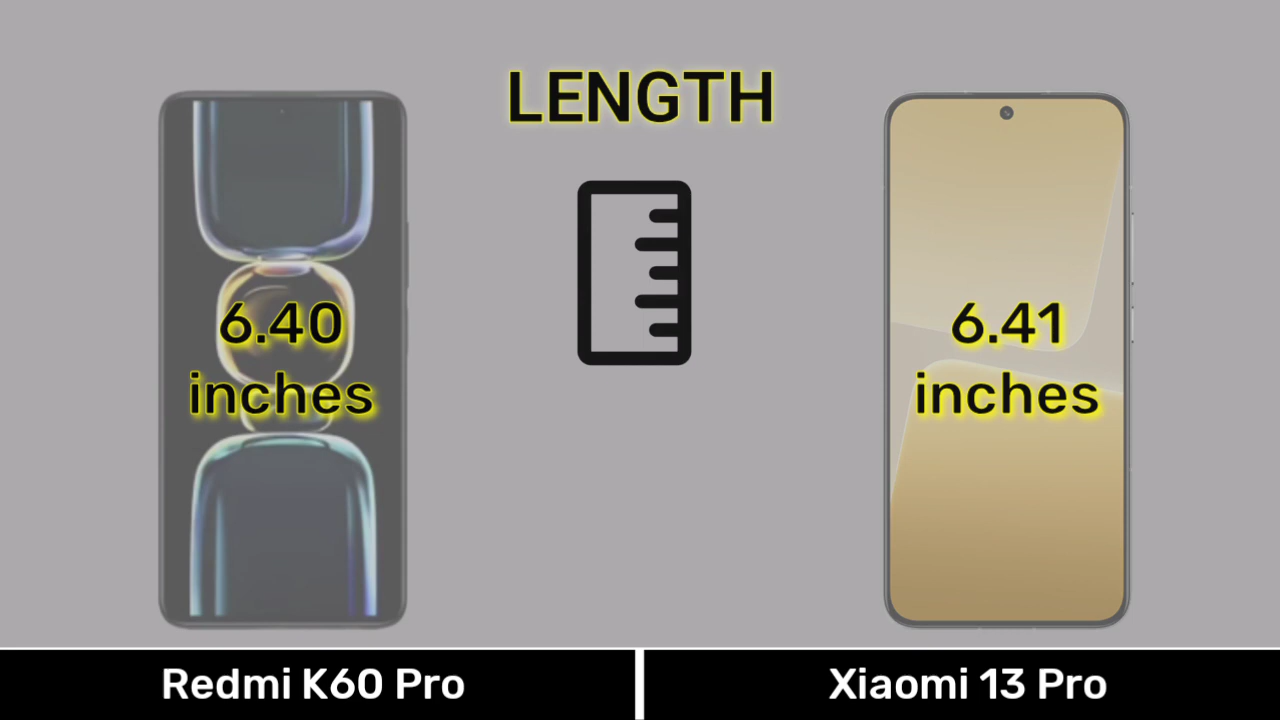 LENGTH
6.40
inches
6.41
inches
Redmi K60 Pro
Xiaomi 13 Pro